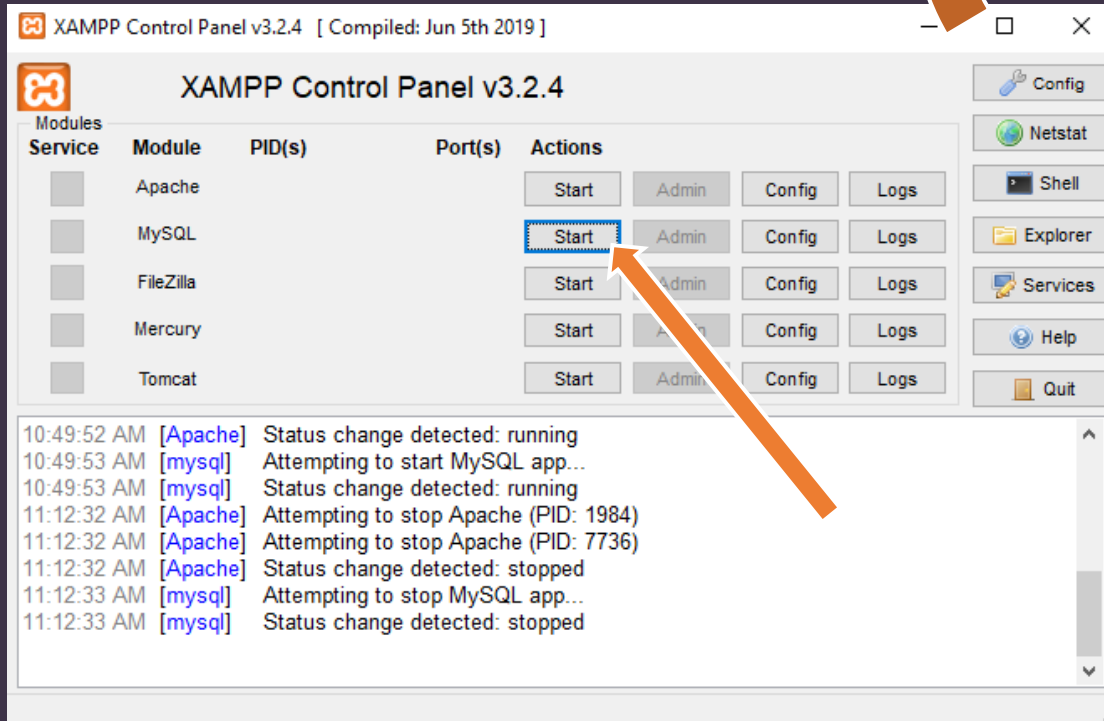 XAMPP Control Panel v3.2.4 [ Compiled: Jun 5th 2019 ]
XAMPP Control Panel v3.2.4
Config
Modules
Netstat
Service Module PID(s) Port(s) Actions
Apache Start Admin Config Logs
Shell
MySQL Start Admin Config Logs
Explorer
FileZilla Start Admin Config Logs
Services
Mercury Start Admin Config Logs
Help
Tomcat Start Admin Config Logs
Quit
10:49:52 AM [Apache] Status change detected: running
10:49:53 AM [mysql] Attempting to start MySQL app...
10:49:53 AM [mysql] Status change detected: running
11:12:32 AM [Apache] Attempting to stop Apache (PID: 1984)
11:12:32 AM [Apache] Attempting to stop Apache (PID: 7736)
11:12:32 AM [Apache] Status change detected: stopped
11:12:33 AM [mysql] Attempting to stop MySQL app...
11:12:33 AM [mysql] Status change detected: stopped